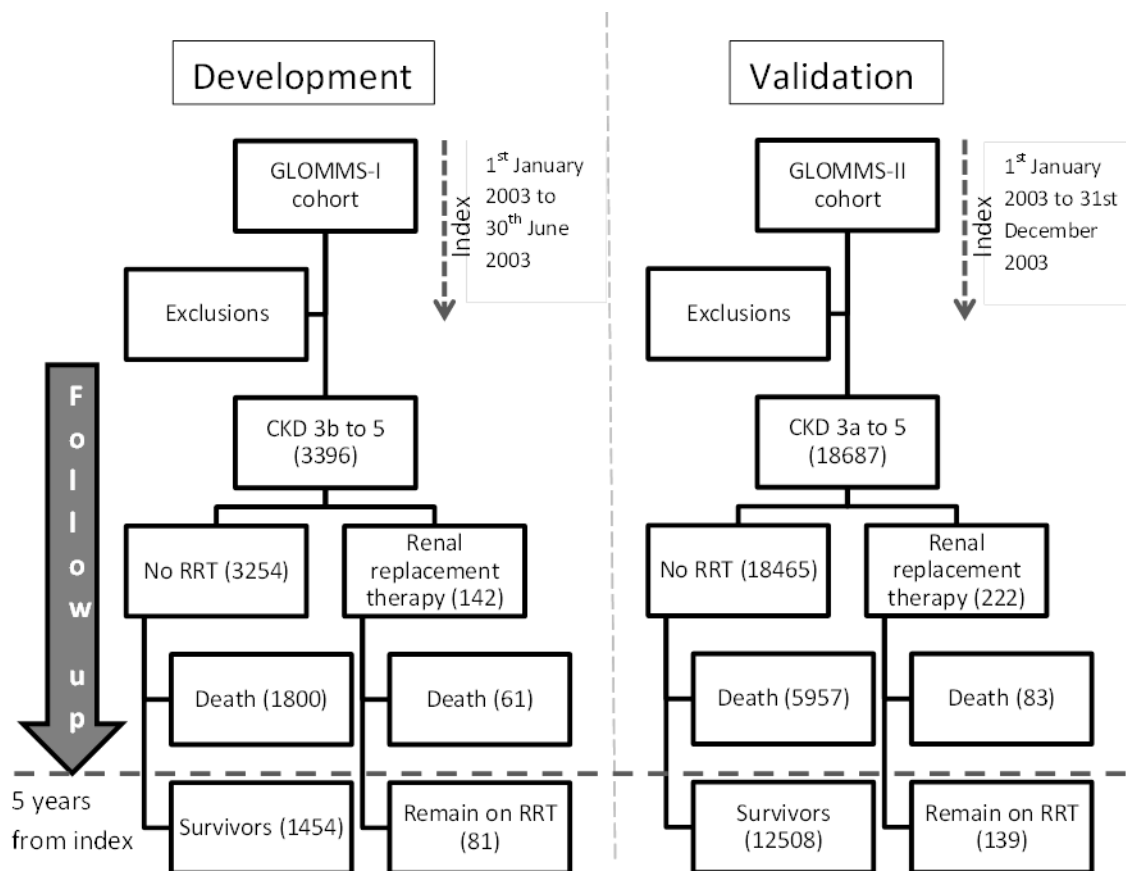 Development
GLOMMS-I
cohort
Index
1st January
2003 to
30th June
2003
Exclusions
Follow up
CKD 3b to 5
(3396)
No RRT (3254)
Renal
replacement
therapy (142)
Death (1800)
Death (61)
5 years
from index
Survivors (1454)
Remain on RRT
(81)
Validation
GLOMMS-II
cohort
Index
1st January
2003 to 31st
December
2003
Exclusions
CKD 3a to 5
(18687)
No RRT (18465)
Renal
replacement
therapy (222)
Death (5957)
Death (83)
Survivors
(12508)
Remain on RRT
(139)